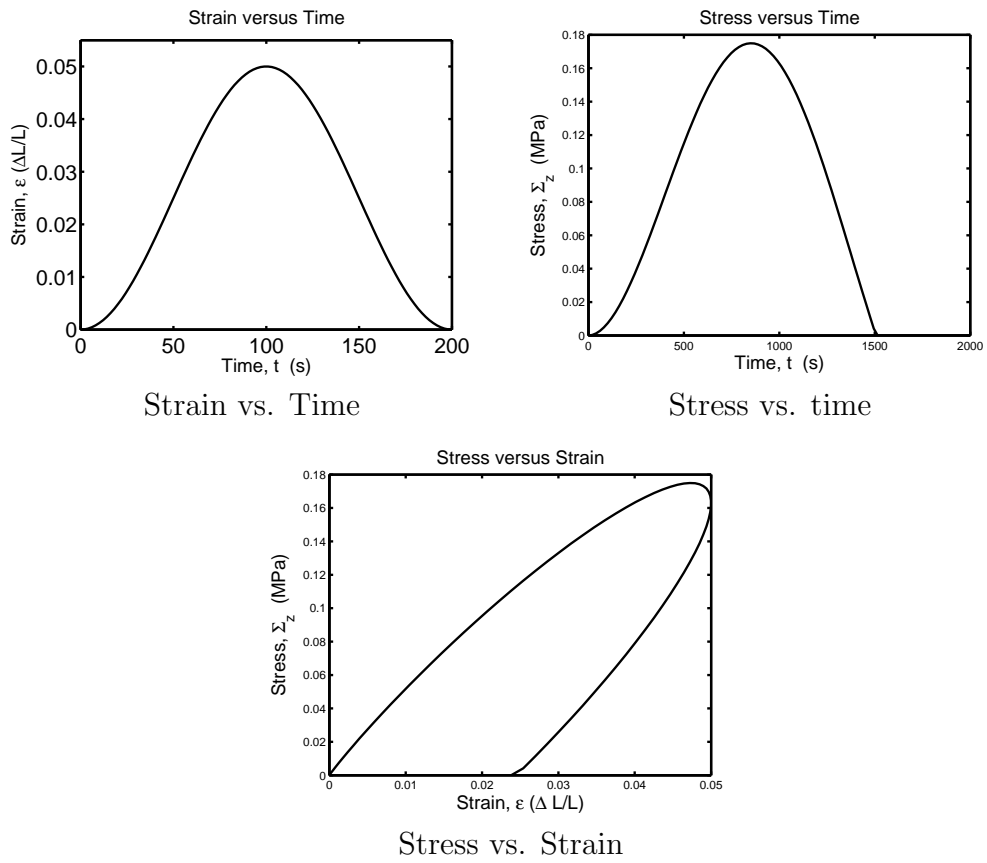 Strain versus Time
0.05
0.04
0.03
0.02
0.01
0
Strain, ε (ΔL/L)
0 50 100 150 200
Time, t (s)
Strain vs. Time
Stress versus Time
0.18
0.16
0.14
0.12
0.1
0.08
0.06
0.04
0.02
0
Stress, Σz (MPa)
0 500 1000 1500 2000
Time, t (s)
Stress vs. time
Stress versus Strain
0.18
0.16
0.14
0.12
0.1
0.08
0.06
0.04
0.02
0
Stress, Σz (MPa)
0 0.01 0.02 0.03 0.04 0.05
Strain, ε (Δ L/L)
Stress vs. Strain